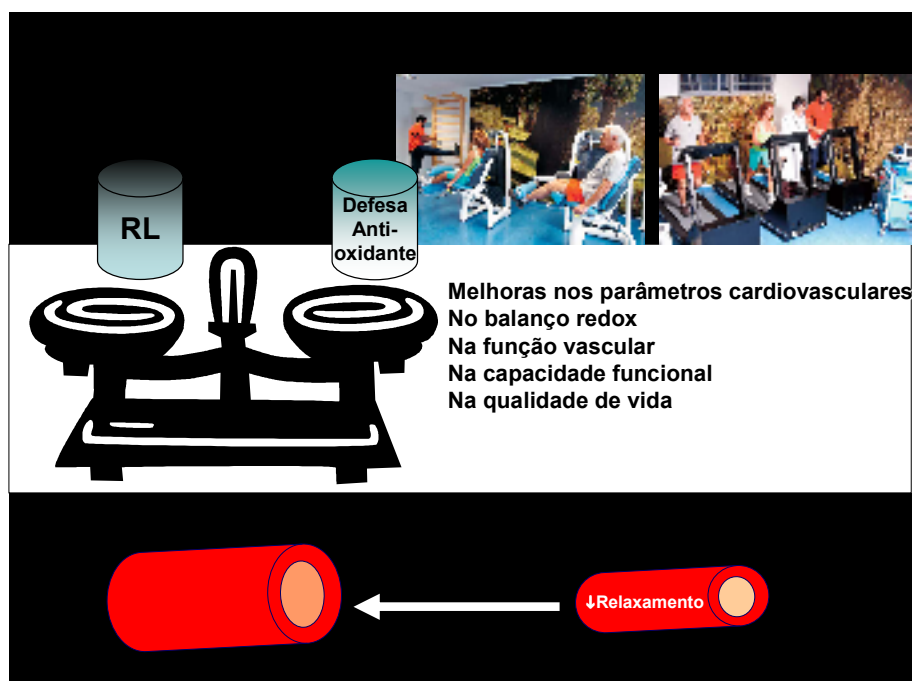 RL
Defesa
Anti-
oxidante
Melhoras nos parâmetros cardiovasculares
No balanço redox
Na função vascular
Na capacidade funcional
Na qualidade de vida
↓Relaxamento